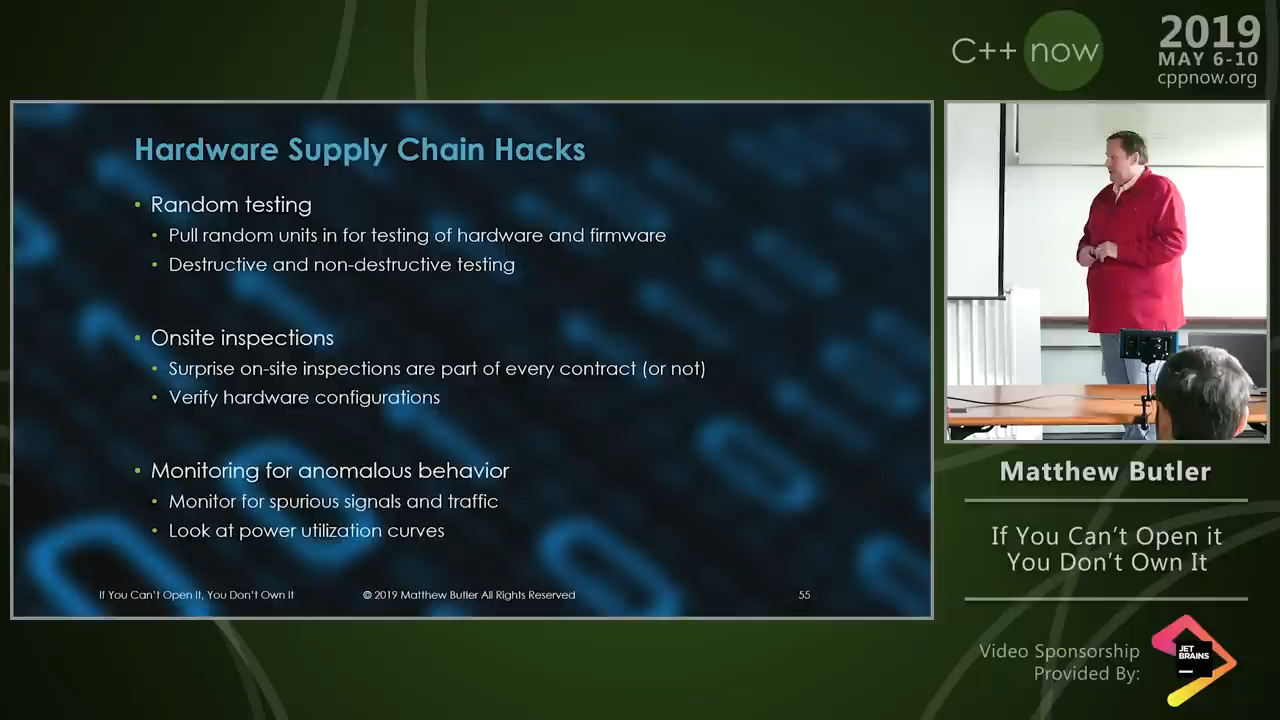 C++ now
2019
MAY 6-10
cppnow.org
Hardware Supply Chain Hacks
• Random testing
• Pull random units in for testing of hardware and firmware
• Destructive and non-destructive testing
• Onsite inspections
• Surprise on-site inspections are part of every contract (or not)
• Verify hardware configurations
• Monitoring for anomalous behavior
• Monitor for spurious signals and traffic
• Look at power utilization curves
If You Can't Open It, You Don't Own It
© 2019 Matthew Butler All Rights Reserved
55
Matthew Butler
If You Can't Open it
You Don't Own It
Video Sponsorship
Provided By:
JET
BRAINS